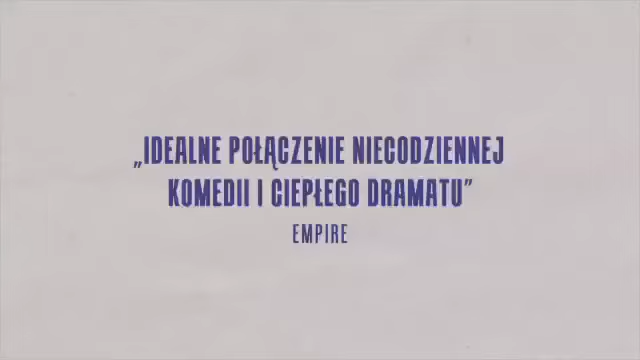 „IDEALNE POŁĄCZENIE NIECODZIENNEJ
KOMEDII I CIEPŁEGO DRAMATU”
EMPIRE